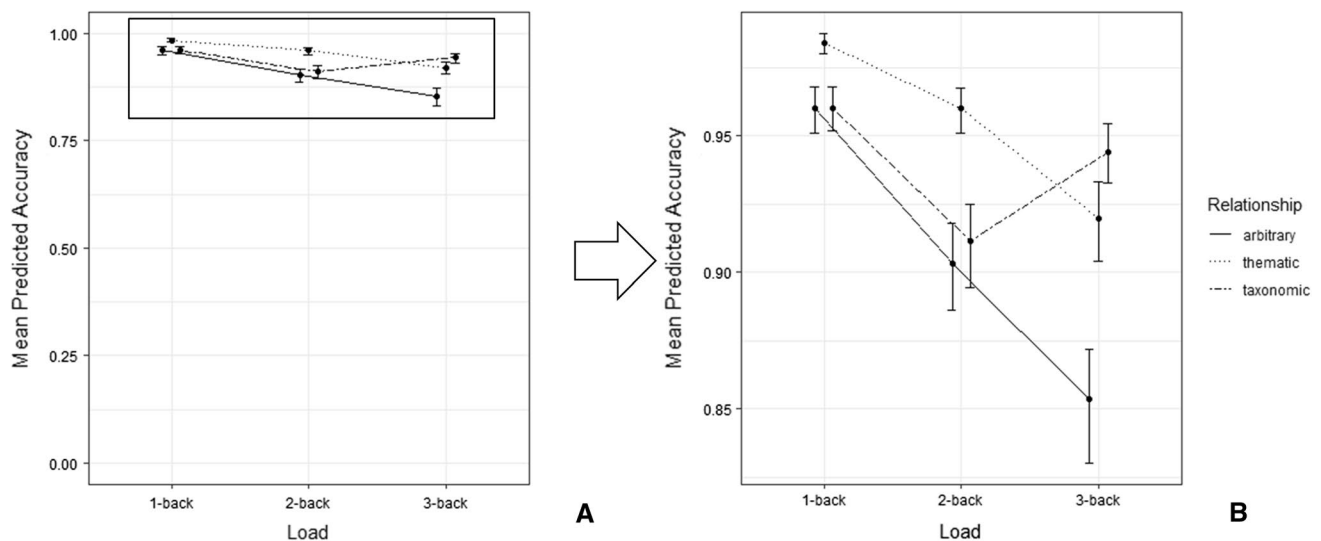 Mean Predicted Accuracy
1.00
0.75
0.50
0.25
0.00
1-back
2-back
3-back
Load
A
Mean Predicted Accuracy
0.95
0.90
0.85
1-back
2-back
3-back
Load
B
Relationship
arbitrary
thematic
taxonomic